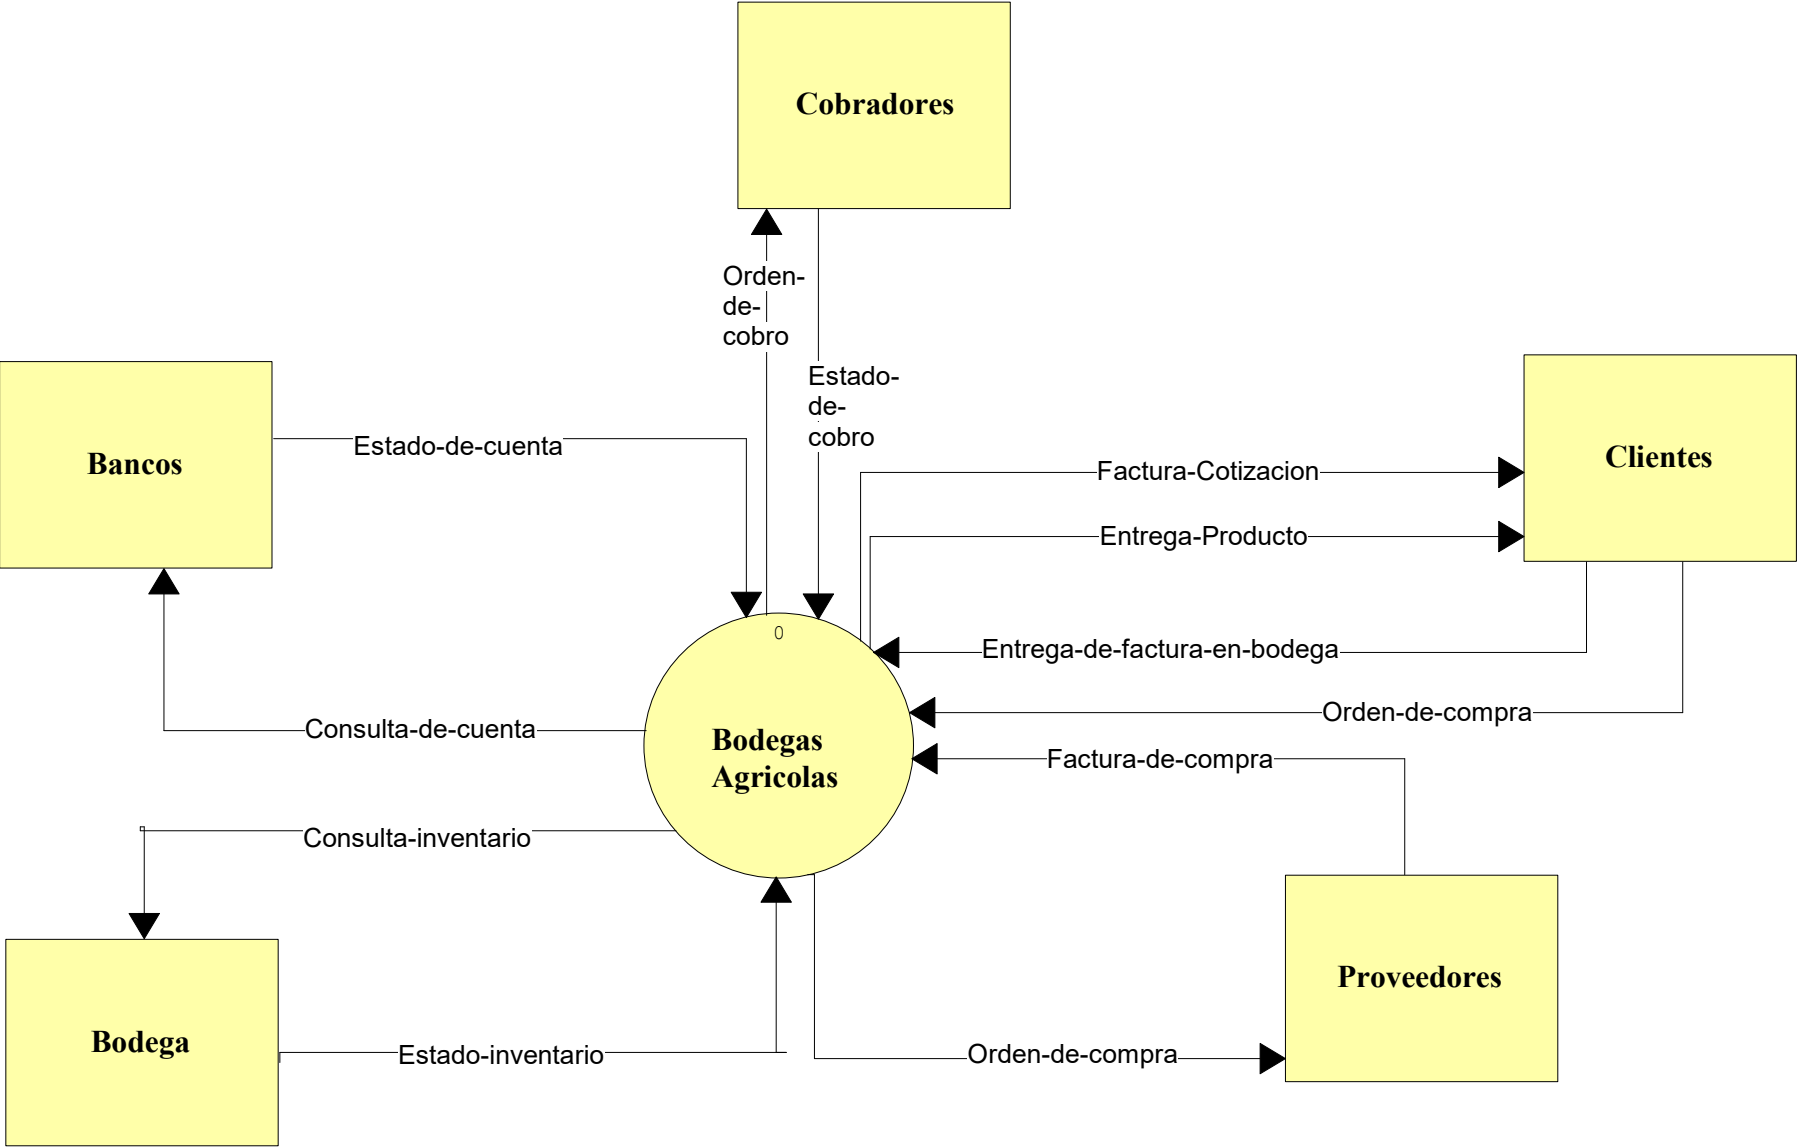 Cobradores
Orden-
de-
cobro
Estado-
de-
cobro
Bancos
Estado-de-cuenta
Clientes
Factura-Cotizacion
Entrega-Producto
0
Entrega-de-factura-en-bodega
Orden-de-compra
Consulta-de-cuenta
Bodegas
Agricolas
Factura-de-compra
Consulta-inventario
Proveedores
Bodega
Estado-inventario
Orden-de-compra